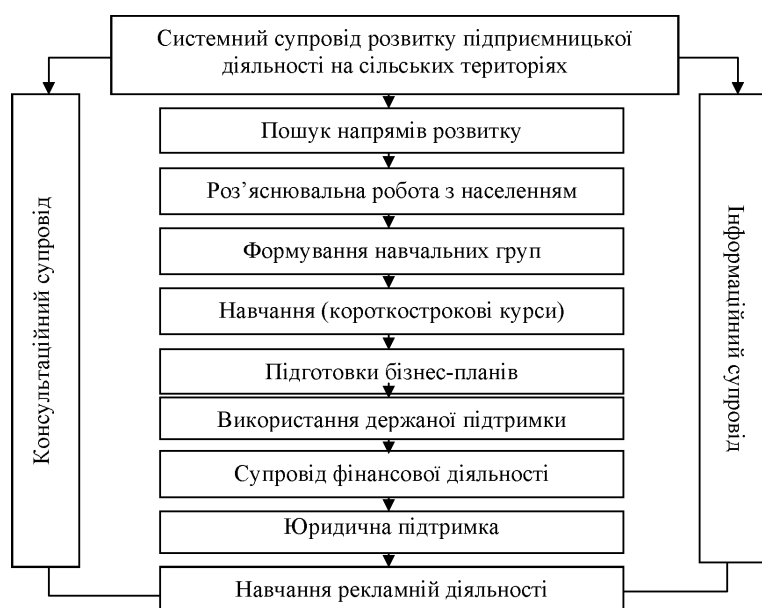 Системний супровід розвитку підприємницької
діяльності на сільських територіях
Консультаційний супровід
Пошук напрямів розвитку
Роз’яснювальна робота з населенням
Формування навчальних груп
Навчання (короткострокові курси)
Підготовки бізнес-планів
Використання держаної підтримки
Супровід фінансової діяльності
Юридична підтримка
Навчання рекламній діяльності
Інформаційний супровід